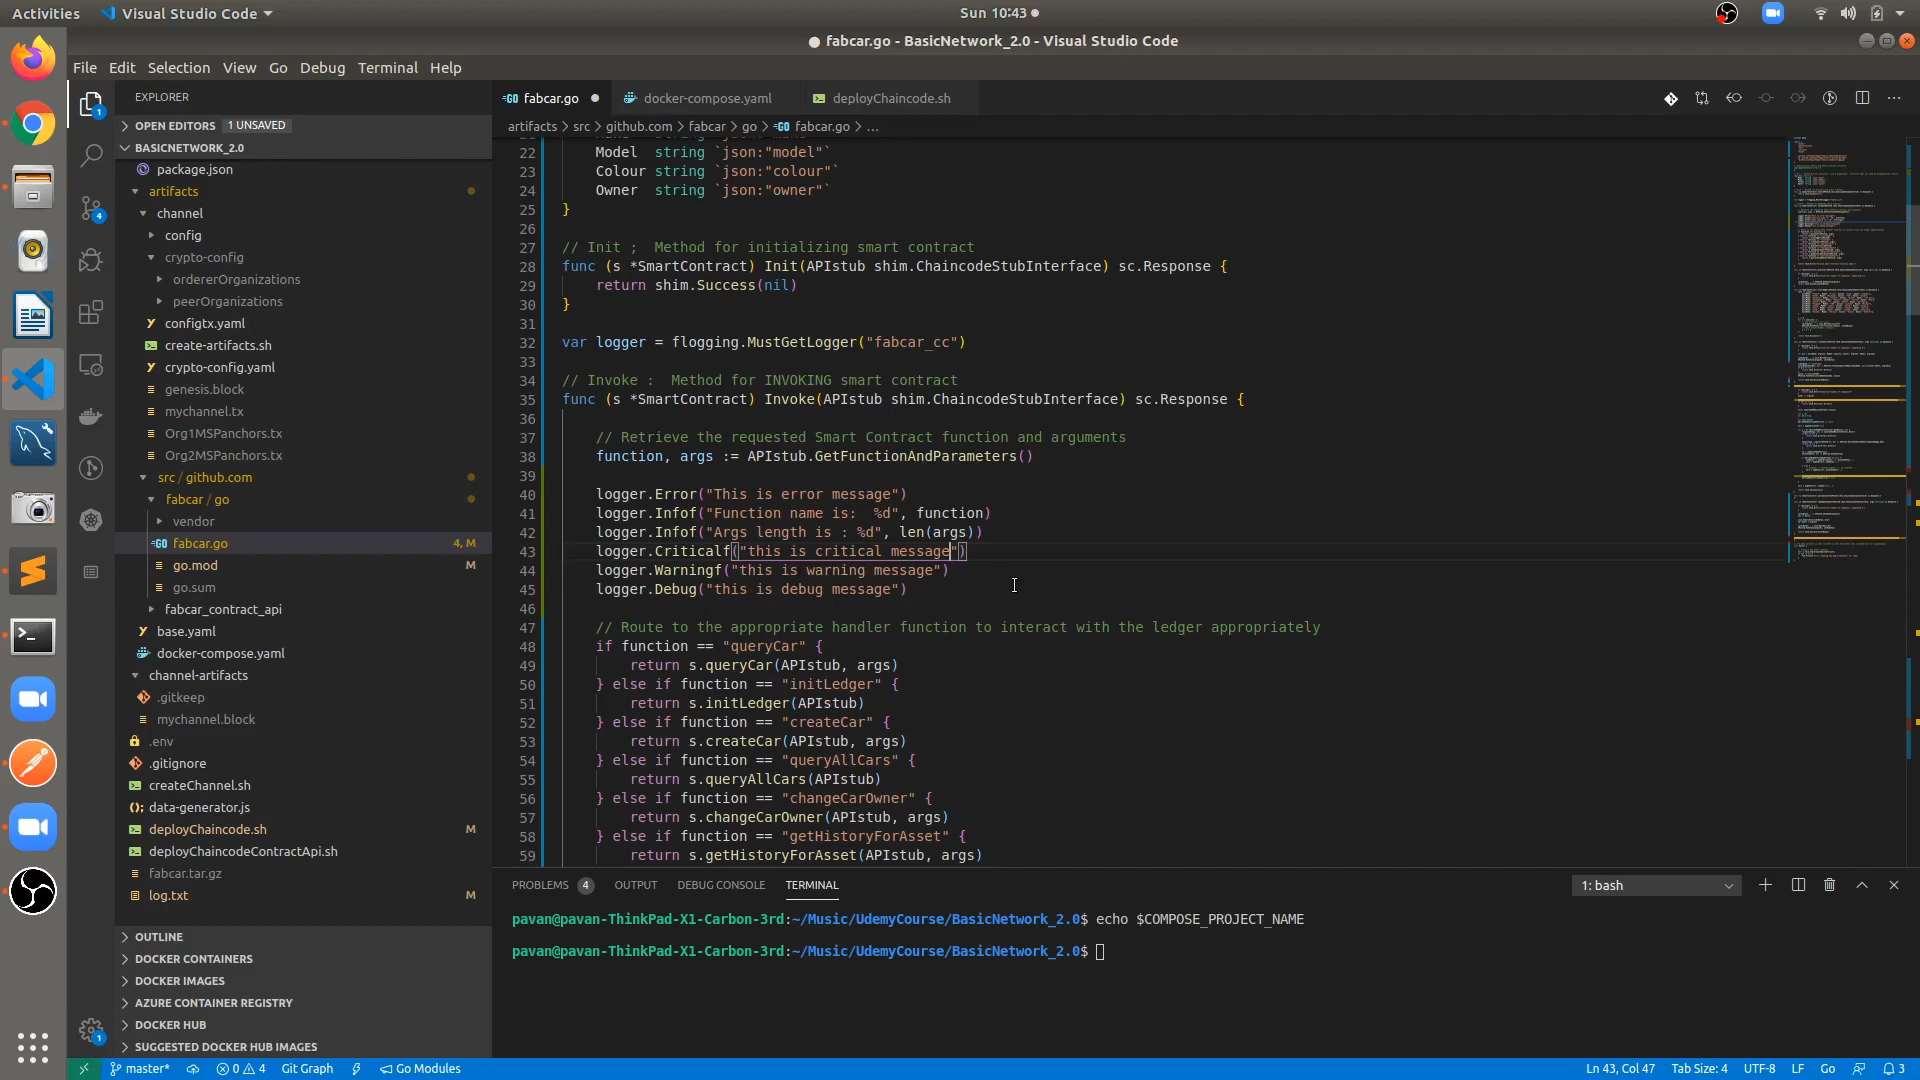 Activities Visual Studio Code Sun 10:43
fabcar.go - BasicNetwork_2.0 - Visual Studio Code
File Edit Selection View Go Debug Terminal Help
EXPLORER
OPEN EDITORS 1 UNSAVED
BASICNETWORK_2.0
package.json
artifacts
channel
config
crypto-config
ordererOrganizations
peerOrganizations
configtx.yaml
create-artifacts.sh
crypto-config.yaml
genesis.block
mychannel.tx
Org1MSPanchors.tx
Org2MSPanchors.tx
src / github.com
fabcar / go
vendor
fabcar.go 4, M
go.mod M
go.sum
fabcar_contract_api
base.yaml
docker-compose.yaml
channel-artifacts
.gitkeep
mychannel.block
.env
.gitignore
createChannel.sh
data-generator.js
deployChaincode.sh M
deployChaincodeContractApi.sh
fabcar.tar.gz
log.txt M
OUTLINE
DOCKER CONTAINERS
DOCKER IMAGES
AZURE CONTAINER REGISTRY
DOCKER HUB
SUGGESTED DOCKER HUB IMAGES
fabcar.go docker-compose.yaml deployChaincode.sh
artifacts > src > github.com > fabcar > go > fabcar.go > ...
22 Model string `json:"model"`
23 Colour string `json:"colour"`
24 Owner string `json:"owner"`
25 }
26
27 // Init ; Method for initializing smart contract
28 func (s *SmartContract) Init(APIstub shim.ChaincodeStubInterface) sc.Response {
29 return shim.Success(nil)
30 }
31
32 var logger = flogging.MustGetLogger("fabcar_cc")
33
34 // Invoke : Method for INVOKING smart contract
35 func (s *SmartContract) Invoke(APIstub shim.ChaincodeStubInterface) sc.Response {
36
37 // Retrieve the requested Smart Contract function and arguments
38 function, args := APIstub.GetFunctionAndParameters()
39
40 logger.Error("This is error message")
41 logger.Infof("Function name is: %d", function)
42 logger.Infof("Args length is : %d", len(args))
43 logger.Criticalf("this is critical message")
44 logger.Warningf("this is warning message")
45 logger.Debug("this is debug message")
46
47 // Route to the appropriate handler function to interact with the ledger appropriately
48 if function == "queryCar" {
49 return s.queryCar(APIstub, args)
50 } else if function == "initLedger" {
51 return s.initLedger(APIstub)
52 } else if function == "createCar" {
53 return s.createCar(APIstub, args)
54 } else if function == "queryAllCars" {
55 return s.queryAllCars(APIstub)
56 } else if function == "changeCarOwner" {
57 return s.changeCarOwner(APIstub, args)
58 } else if function == "getHistoryForAsset" {
59 return s.getHistoryForAsset(APIstub, args)
PROBLEMS 4 OUTPUT DEBUG CONSOLE TERMINAL 1: bash
pavan@pavan-ThinkPad-X1-Carbon-3rd:~/Music/UdemyCourse/BasicNetwork_2.0$ echo $COMPOSE_PROJECT_NAME
pavan@pavan-ThinkPad-X1-Carbon-3rd:~/Music/UdemyCourse/BasicNetwork_2.0$
master* 0 4 Git Graph Go Modules Ln 43, Col 47 Tab Size: 4 UTF-8 LF Go 3